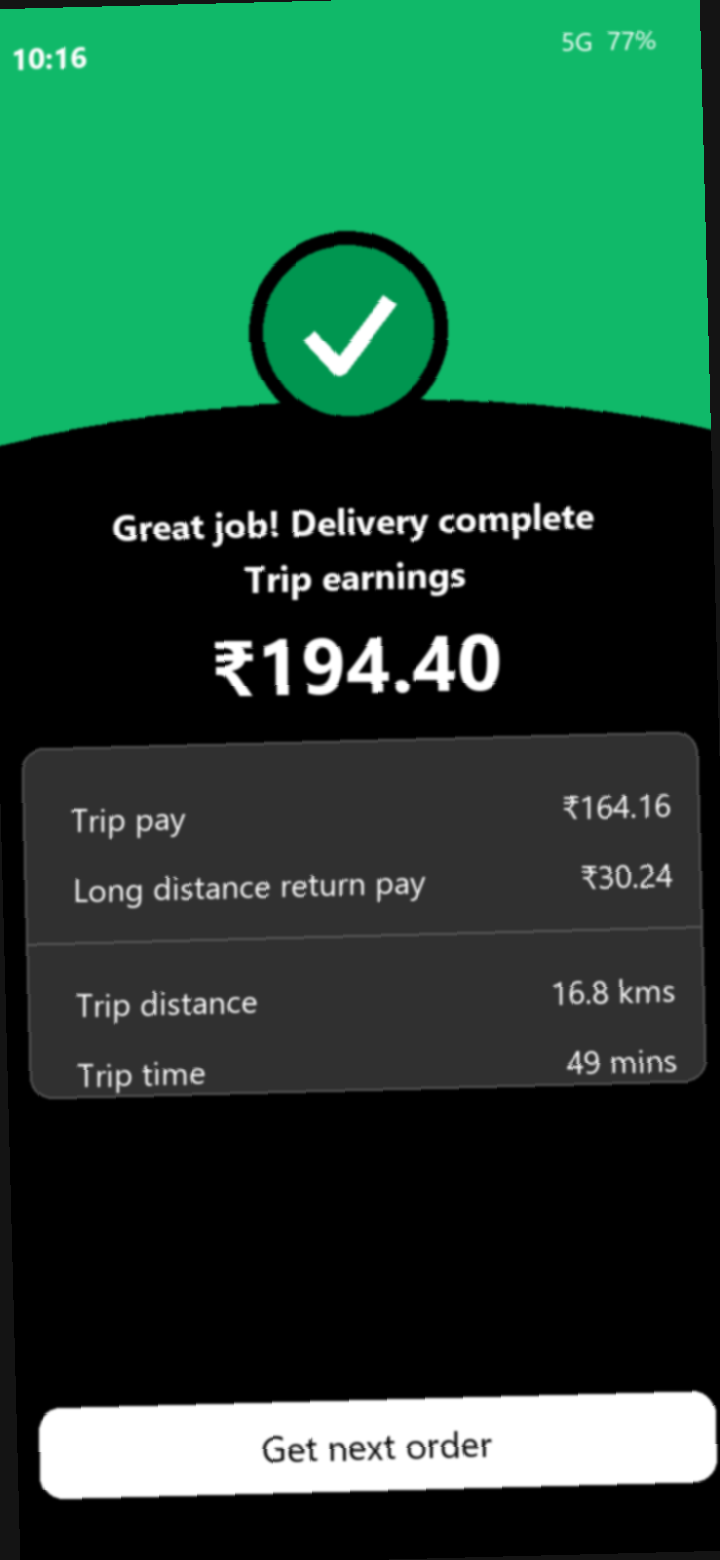 10:16 5G 77%
Great job! Delivery complete
Trip earnings
₹194.40
Trip pay ₹164.16
Long distance return pay ₹30.24
Trip distance 16.8 kms
Trip time 49 mins
Get next order